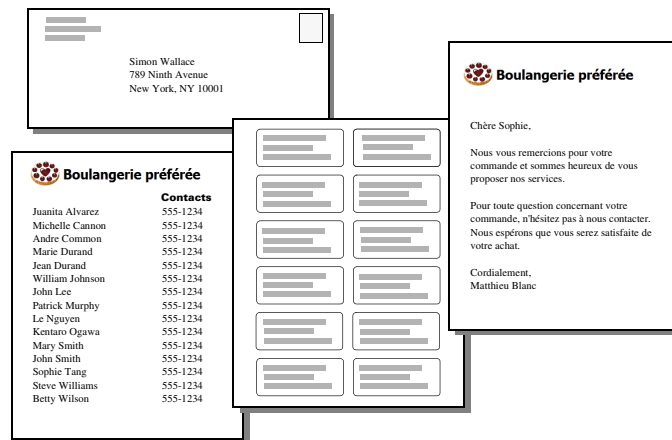 Simon Wallace
789 Ninth Avenue
New York, NY 10001
Boulangerie préférée
Contacts
Juanita Alvarez 555-1234
Michelle Cannon 555-1234
Andre Common 555-1234
Marie Durand 555-1234
Jean Durand 555-1234
William Johnson 555-1234
John Lee 555-1234
Patrick Murphy 555-1234
Le Nguyen 555-1234
Kentaro Ogawa 555-1234
Mary Smith 555-1234
John Smith 555-1234
Sophie Tang 555-1234
Steve Williams 555-1234
Betty Wilson 555-1234
Boulangerie préférée
Chère Sophie,
Nous vous remercions pour votre
commande et sommes heureux de vous
proposer nos services.
Pour toute question concernant votre
commande, n'hésitez pas à nous contacter.
Nous espérons que vous serez satisfaite de
votre achat.
Cordialement,
Matthieu Blanc